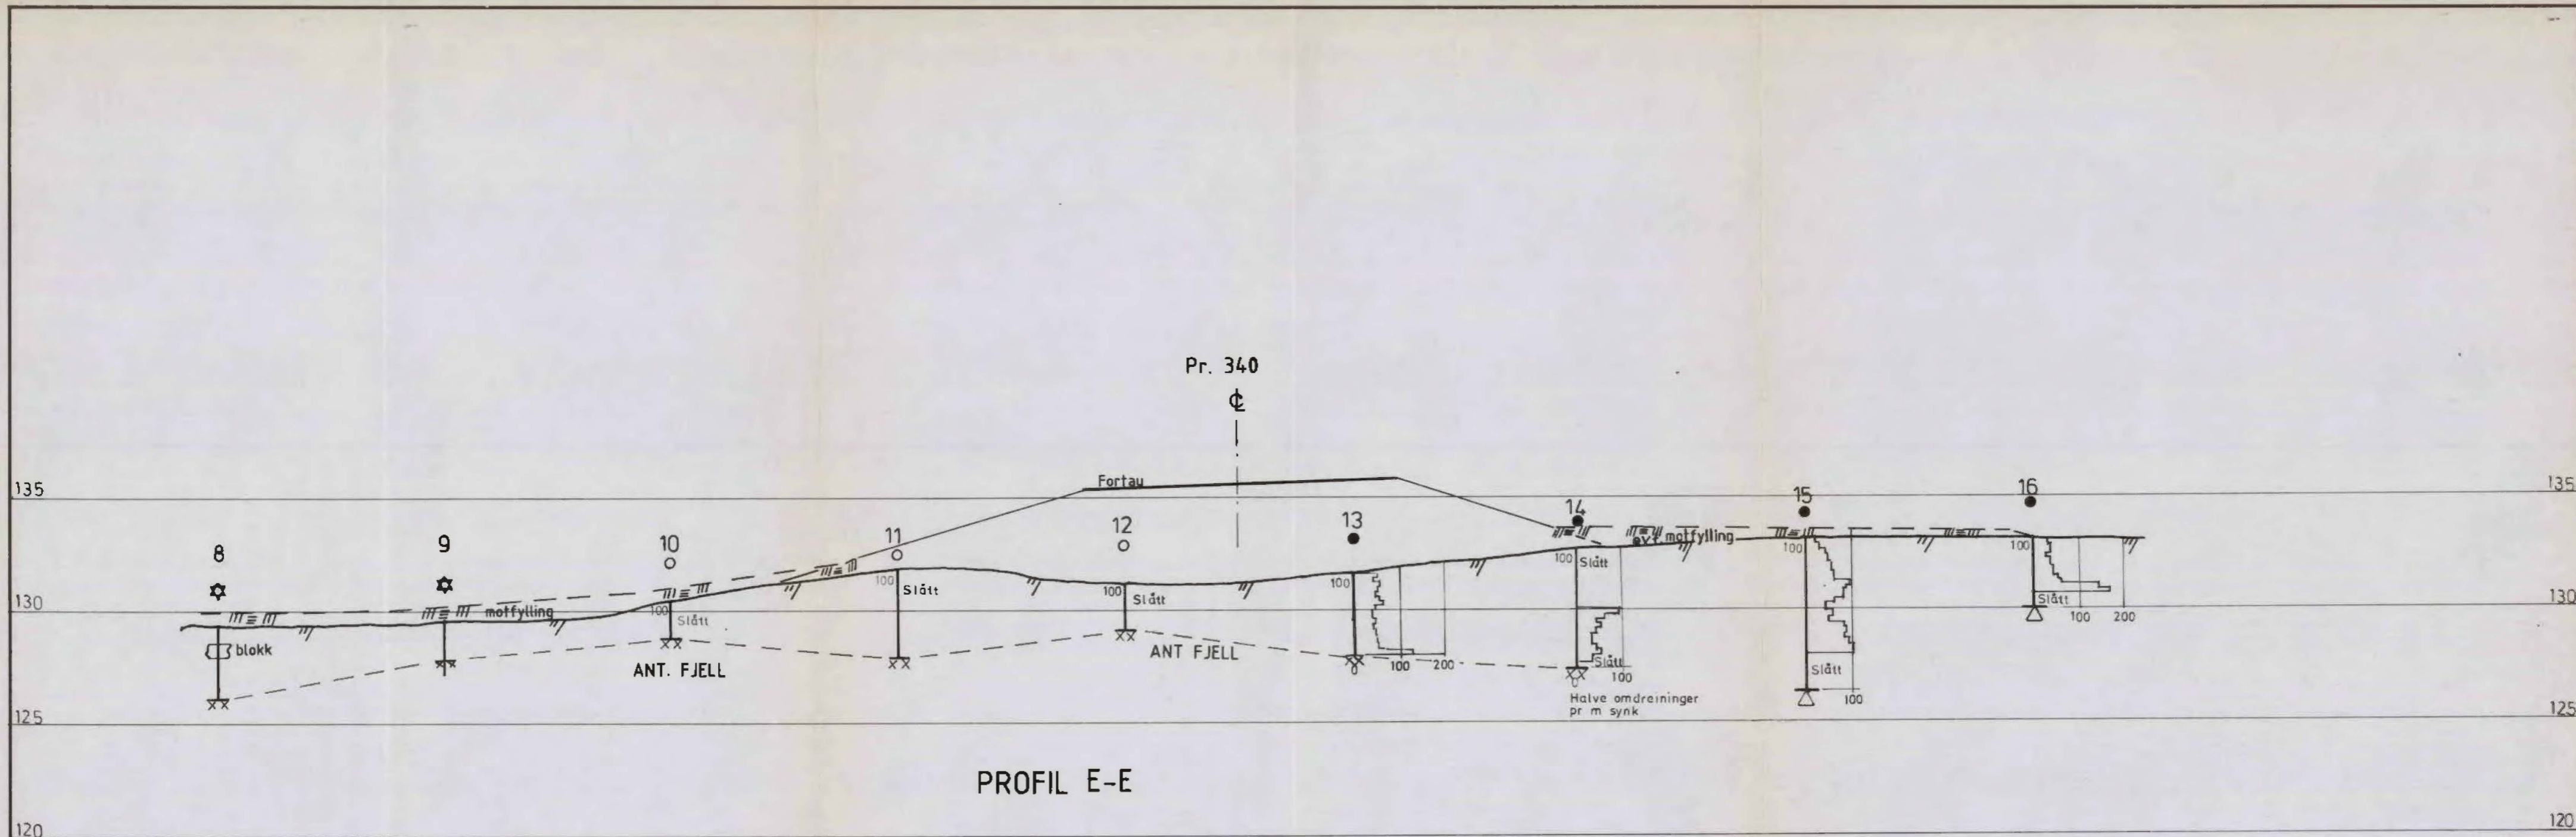 Pr. 340
Fortau
135
135
8
9
10
11
12
13
14
15
16
motfylling
evt. motfylling
130
130
blokk
100
Slått
100
Slått
100
Slått
100
100
200
100
Slått
Slått
100
Halve omdreininger
pr m synk
100
Slått
100
100
Slått
100
200
ANT. FJELL
ANT FJELL
125
125
PROFIL E-E
120
120